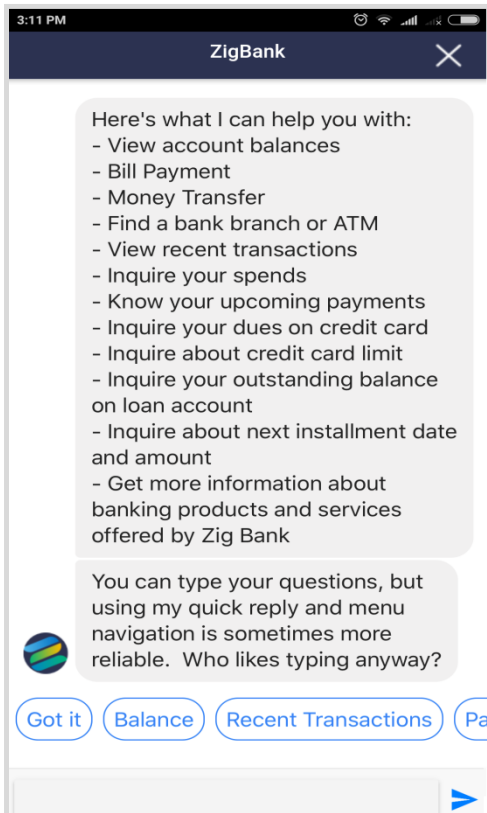 3:11 PM
ZigBank
Here's what I can help you with:
- View account balances
- Bill Payment
- Money Transfer
- Find a bank branch or ATM
- View recent transactions
- Inquire your spends
- Know your upcoming payments
- Inquire your dues on credit card
- Inquire about credit card limit
- Inquire your outstanding balance
on loan account
- Inquire about next installment date
and amount
- Get more information about
banking products and services
offered by Zig Bank
You can type your questions, but
using my quick reply and menu
navigation is sometimes more
reliable.  Who likes typing anyway?
Got it
Balance
Recent Transactions
Pa